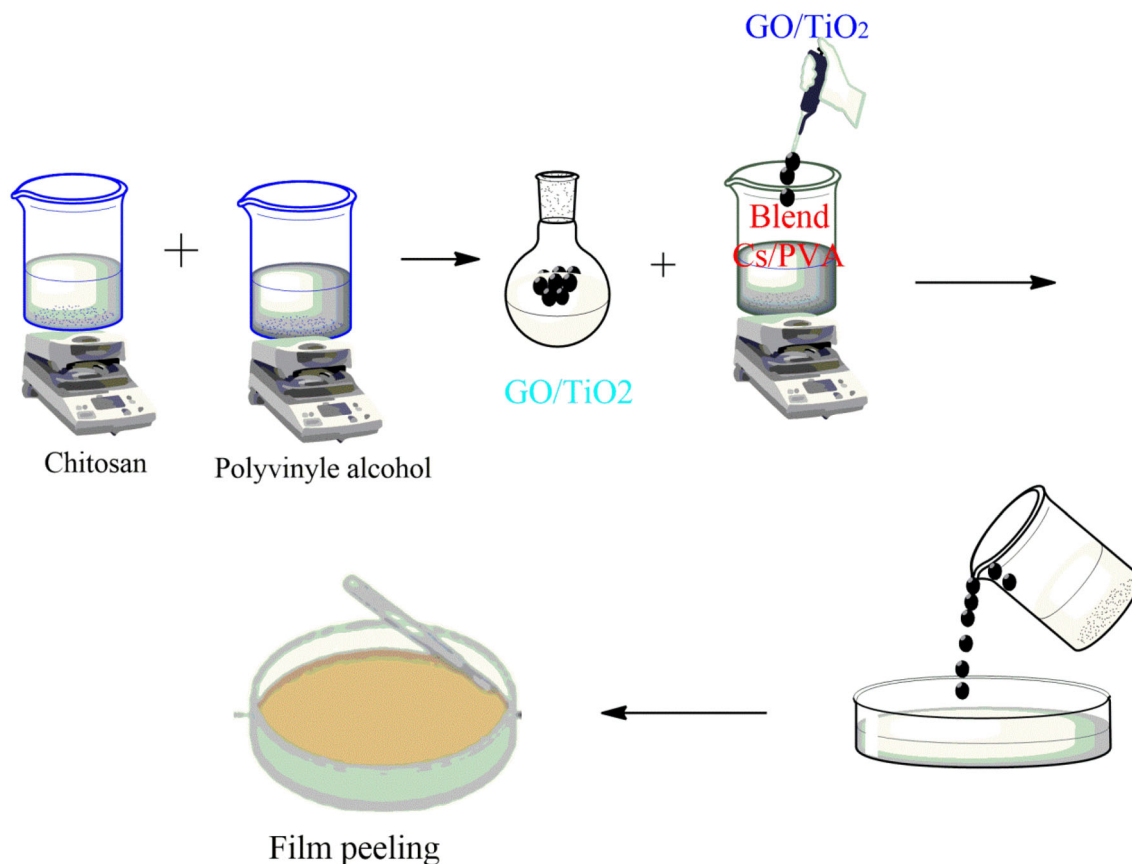 GO/TiO₂
Blend
Cs/PVA
GO/TiO2
Chitosan
Polyvinyle alcohol
Film peeling